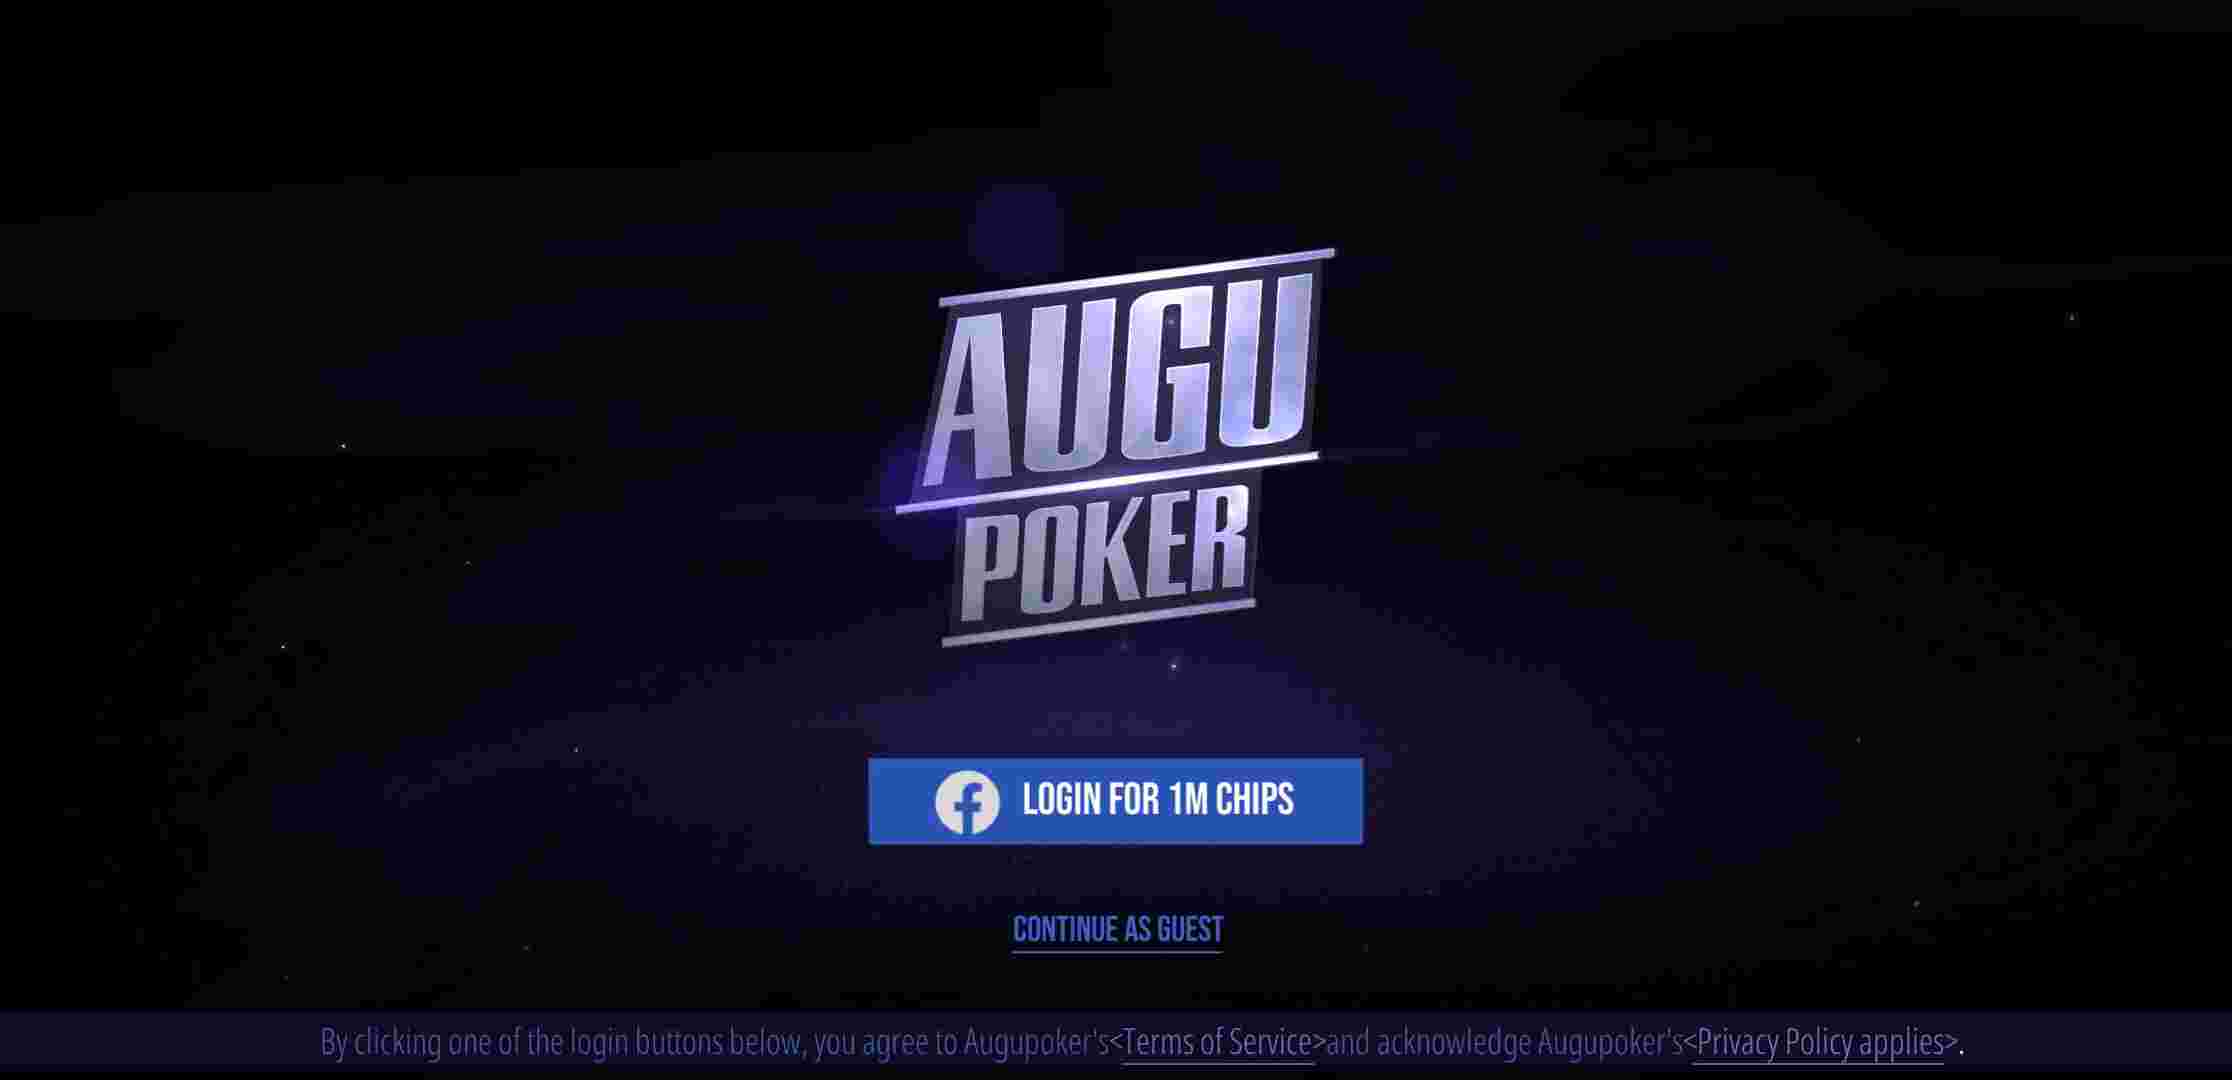 AUGU
POKER
LOGIN FOR 1M CHIPS
CONTINUE AS GUEST
By clicking one of the login buttons below, you agree to Augupoker's<Terms of Service>and acknowledge Augupoker's<Privacy Policy applies>.